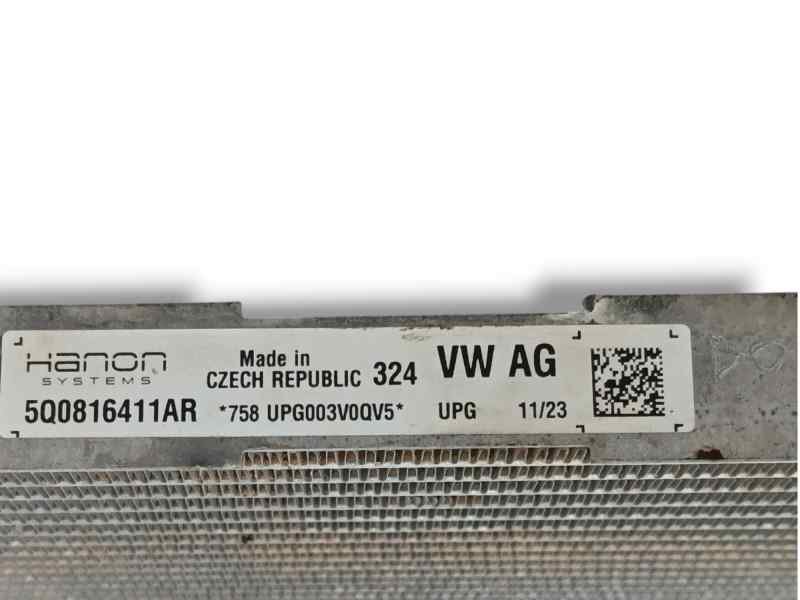 Hanon
SYSTEMS
Made in
CZECH REPUBLIC 324
VW AG
5Q0816411AR *758 UPG003V0QV5* UPG 11/23